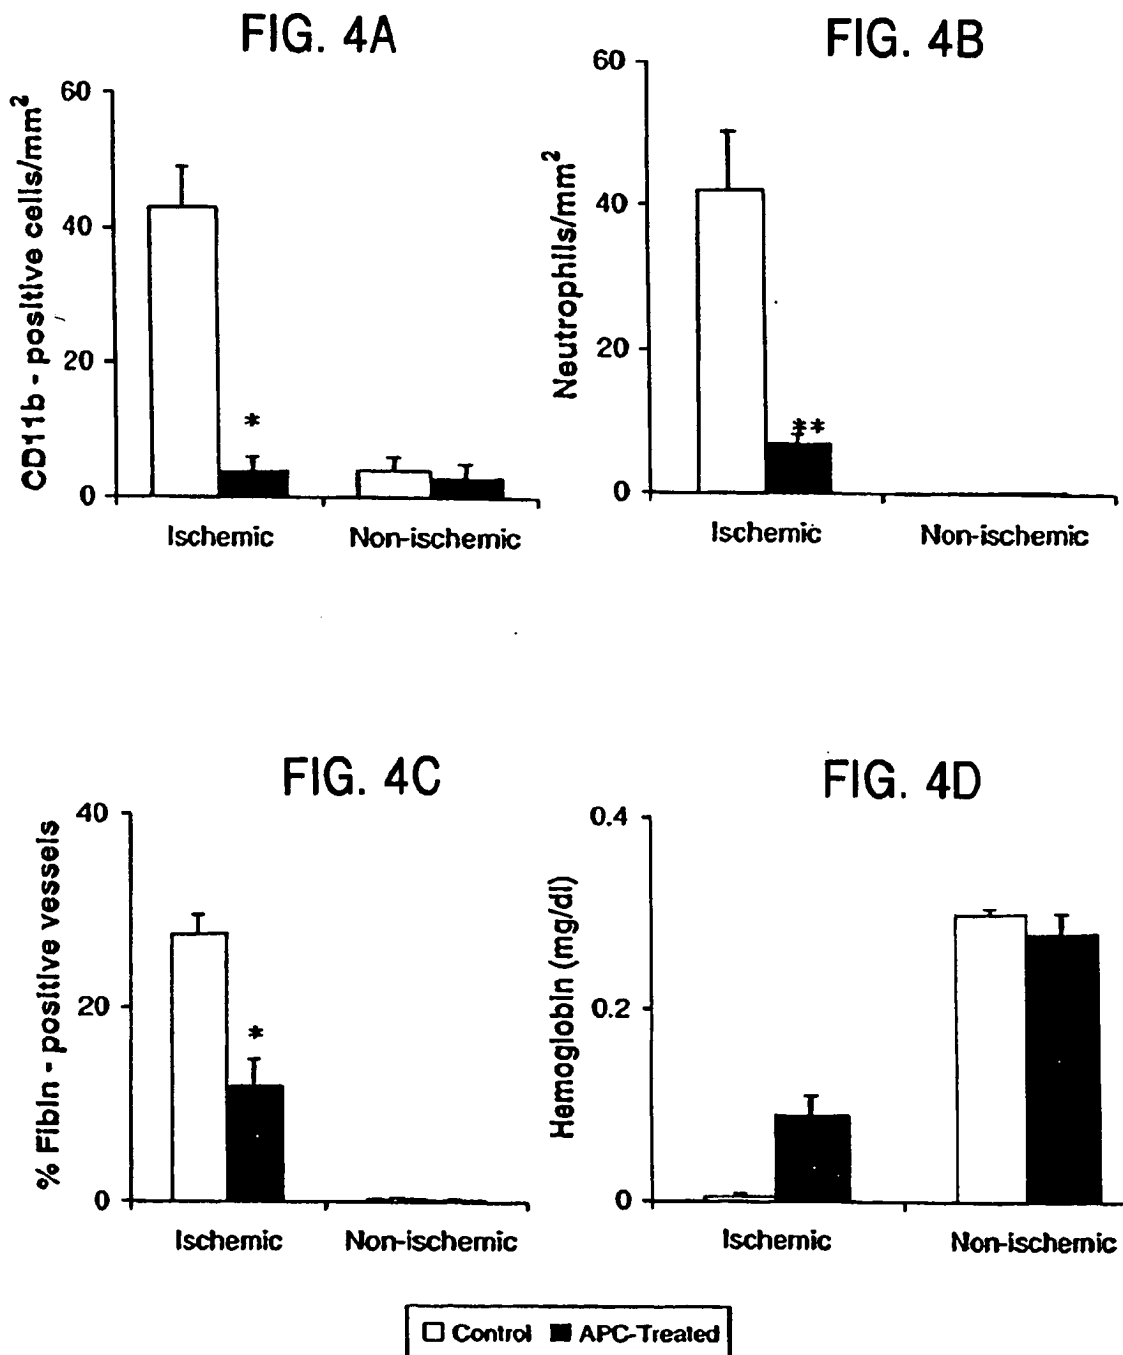 FIG. 4A
CD11b - positive cells/mm²
60
40
20
0
*
Ischemic
Non-ischemic
FIG. 4B
Neutrophils/mm²
60
40
20
0
**
Ischemic
Non-ischemic
FIG. 4C
% Fibin - positive vessels
40
20
0
*
Ischemic
Non-ischemic
FIG. 4D
Hemoglobin (mg/dl)
0.4
0.2
0
Ischemic
Non-ischemic
Control APC-Treated